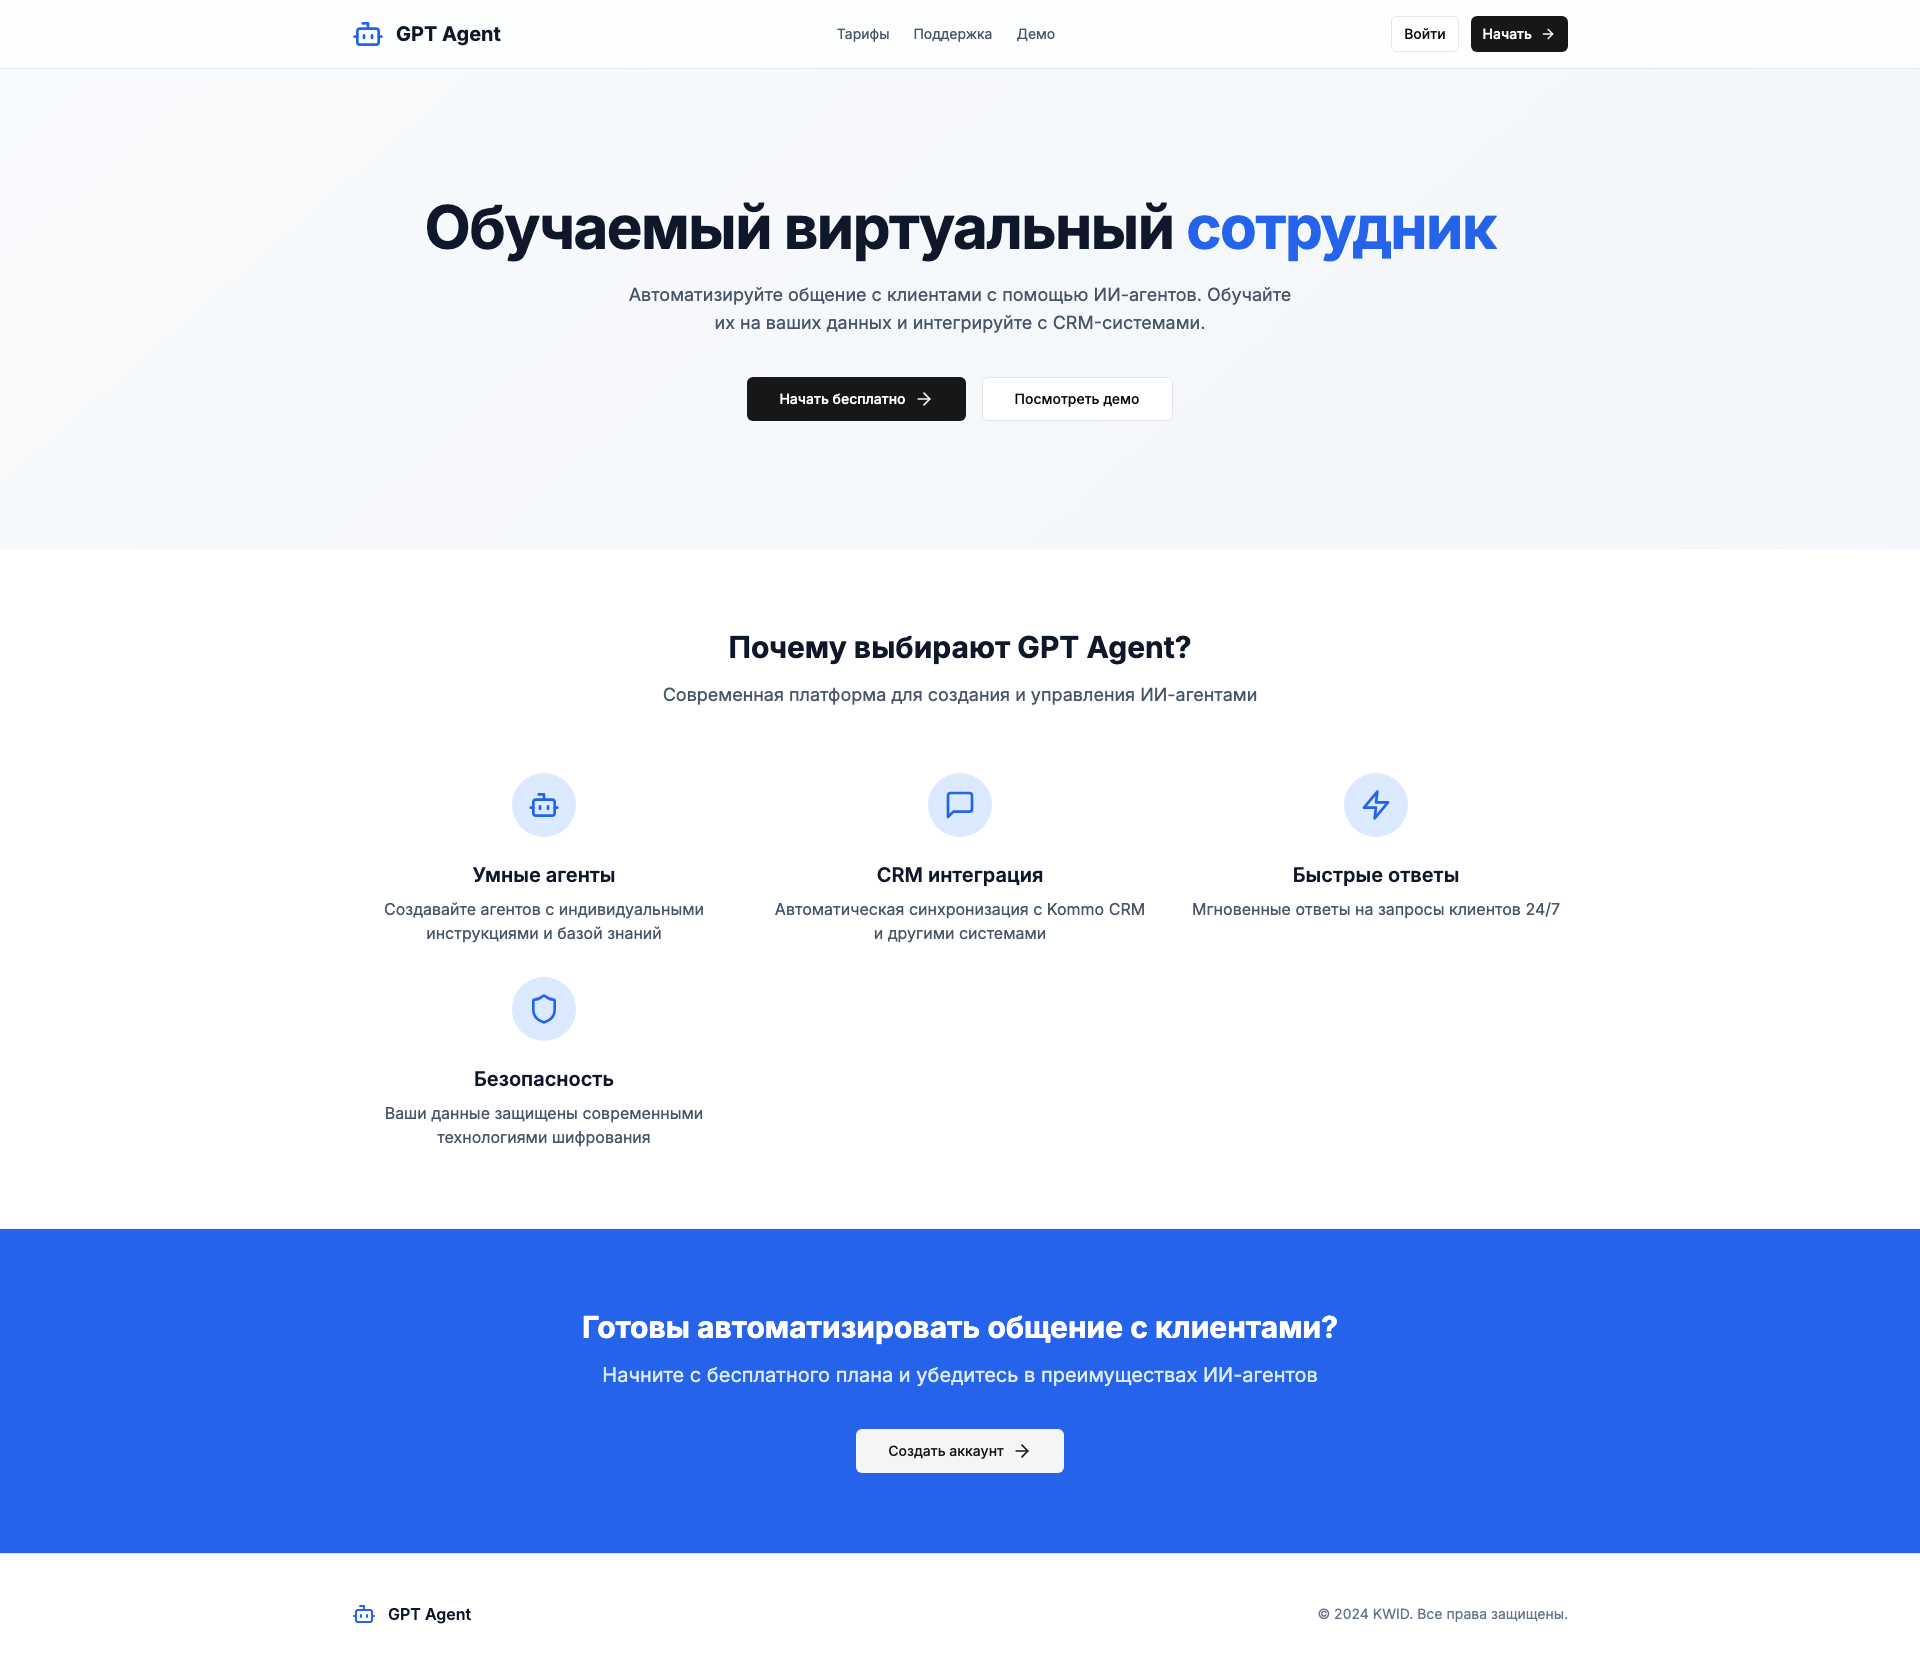 GPT Agent
Тарифы
Поддержка
Демо
Войти
Начать
Обучаемый виртуальный сотрудник
Автоматизируйте общение с клиентами с помощью ИИ-агентов. Обучайте
их на ваших данных и интегрируйте с CRM-системами.
Начать бесплатно
Посмотреть демо
Почему выбирают GPT Agent?
Современная платформа для создания и управления ИИ-агентами
Умные агенты
Создавайте агентов с индивидуальными
инструкциями и базой знаний
CRM интеграция
Автоматическая синхронизация с Kommo CRM
и другими системами
Быстрые ответы
Мгновенные ответы на запросы клиентов 24/7
Безопасность
Ваши данные защищены современными
технологиями шифрования
Готовы автоматизировать общение с клиентами?
Начните с бесплатного плана и убедитесь в преимуществах ИИ-агентов
Создать аккаунт
GPT Agent
© 2024 KWID. Все права защищены.